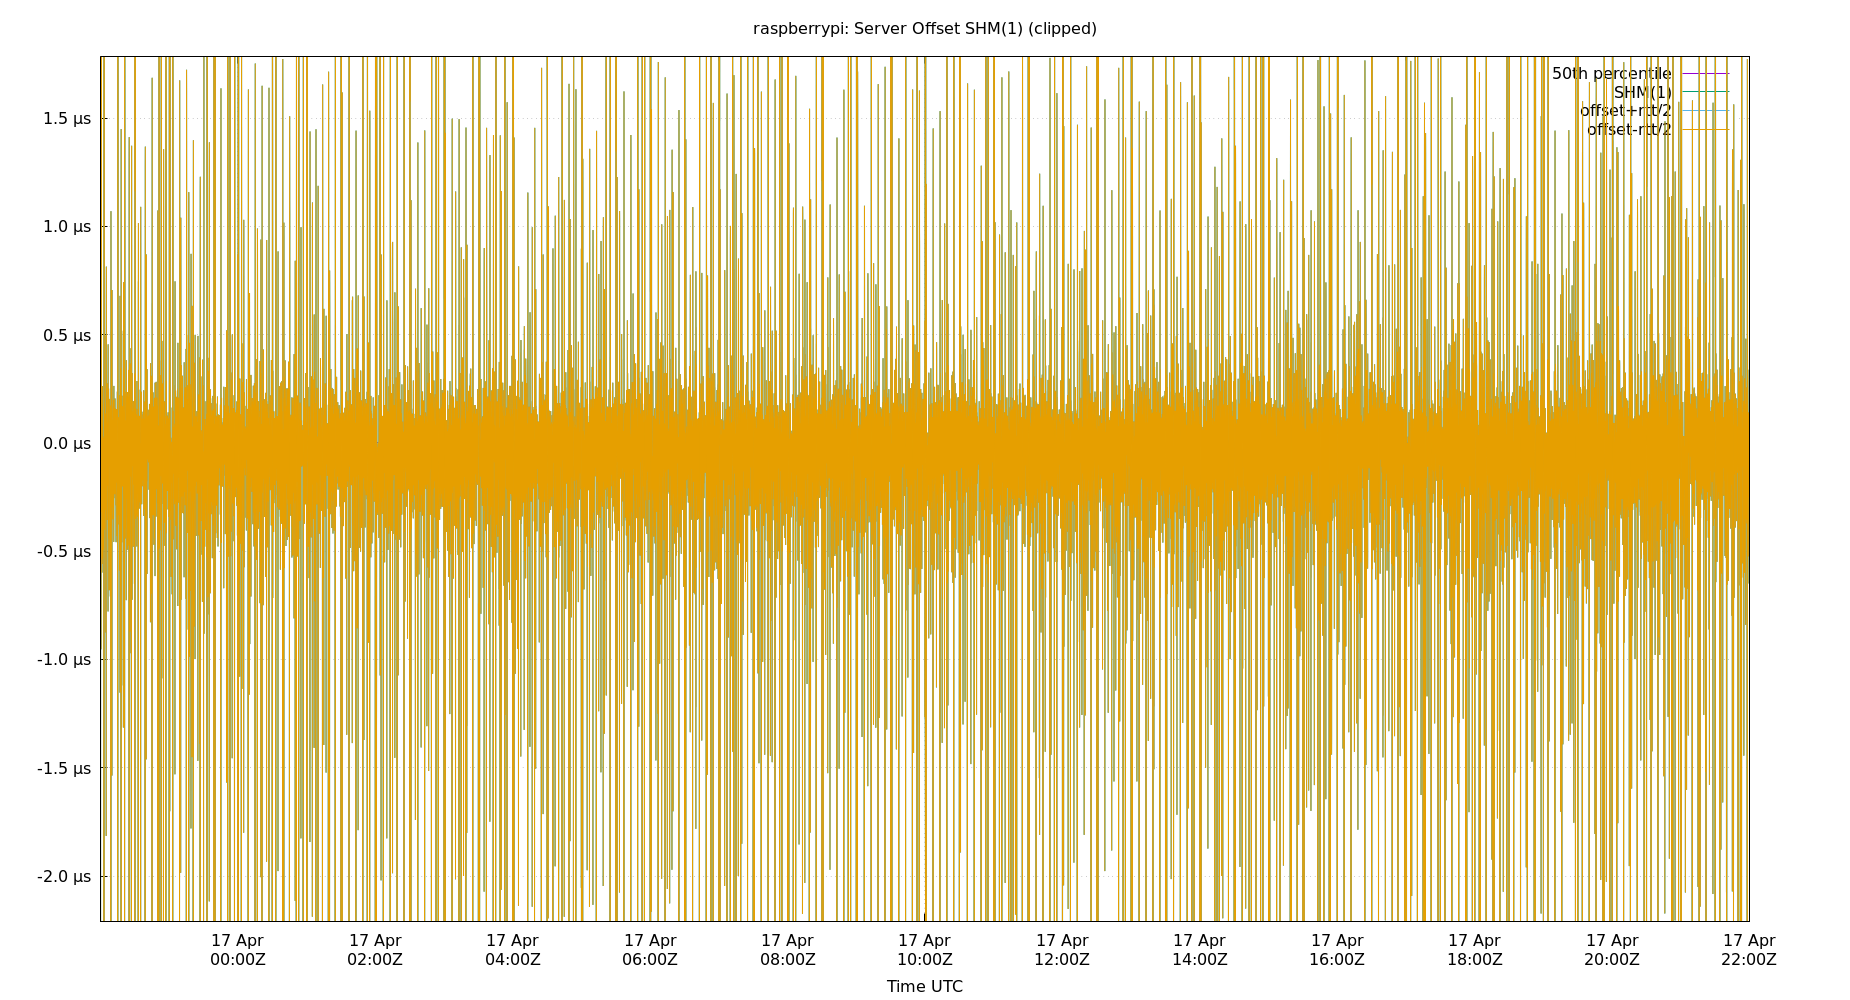 raspberrypi: Server Offset SHM(1) (clipped)
50th percentile
SHM(1)
offset+rtt/2
offset-rtt/2
1.5 µs
1.0 µs
0.5 µs
0.0 µs
-0.5 µs
-1.0 µs
-1.5 µs
-2.0 µs
17 Apr 17 Apr 17 Apr 17 Apr 17 Apr 17 Apr 17 Apr 17 Apr 17 Apr 17 Apr 17 Apr 17 Apr
00:00Z 02:00Z 04:00Z 06:00Z 08:00Z 10:00Z 12:00Z 14:00Z 16:00Z 18:00Z 20:00Z 22:00Z
Time UTC